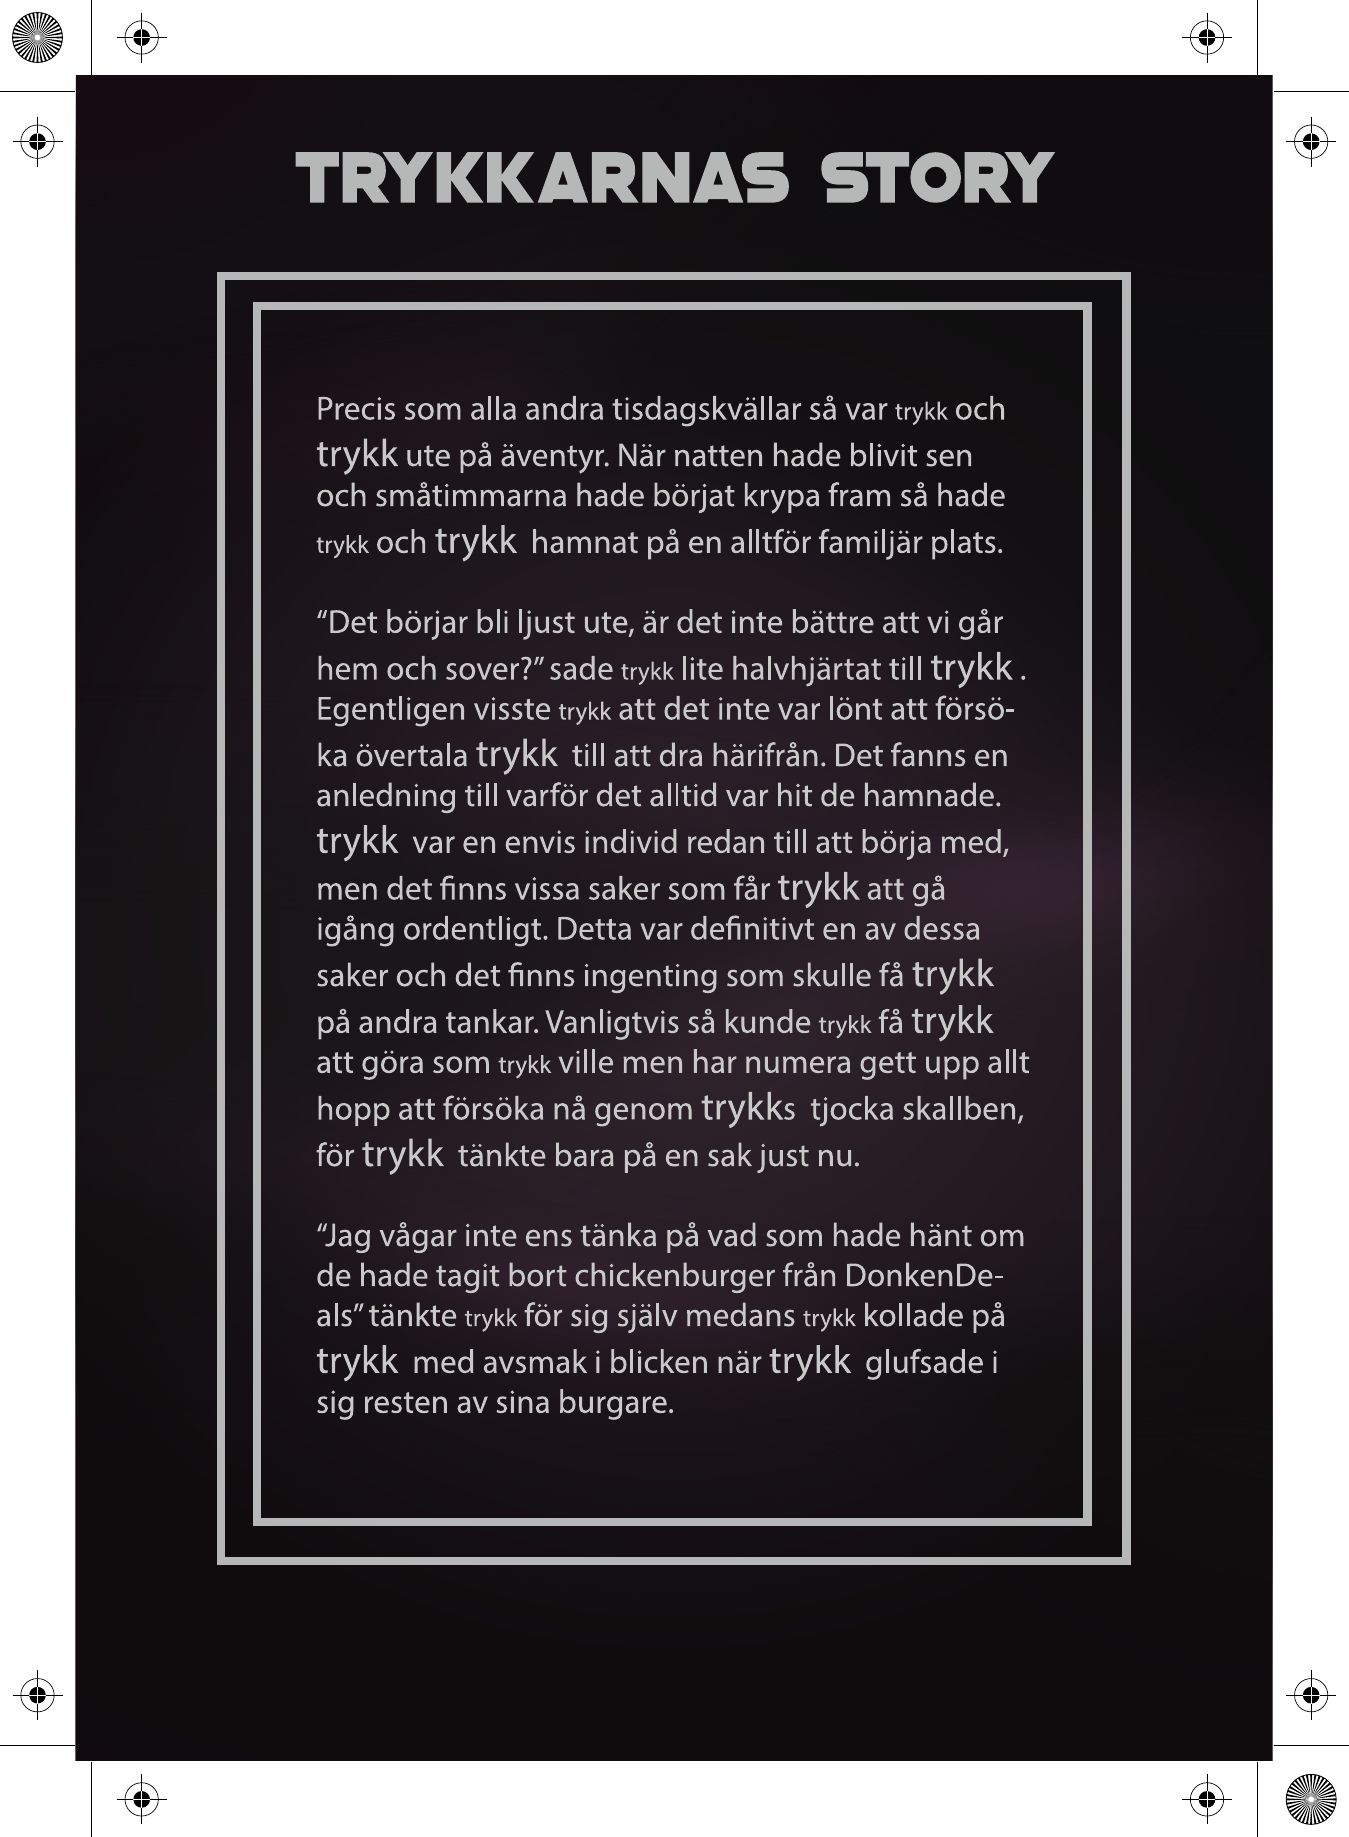 TRYKKARNAS STORY
Precis som alla andra tisdagskvällar så var trykk och
trykk ute på äventyr. När natten hade blivit sen
och småtimmarna hade börjat krypa fram så hade
trykk och trykk hamnat på en alltför familjär plats.
“Det börjar bli ljust ute, är det inte bättre att vi går
hem och sover?” sade trykk lite halvhjärtat till trykk .
Egentligen visste trykk att det inte var lönt att försö-
ka övertala trykk till att dra härifrån. Det fanns en
anledning till varför det alltid var hit de hamnade.
trykk var en envis individ redan till att börja med,
men det finns vissa saker som får trykk att gå
igång ordentligt. Detta var definitivt en av dessa
saker och det finns ingenting som skulle få trykk
på andra tankar. Vanligtvis så kunde trykk få trykk
att göra som trykk ville men har numera gett upp allt
hopp att försöka nå genom trykks tjocka skallben,
för trykk tänkte bara på en sak just nu.
“Jag vågar inte ens tänka på vad som hade hänt om
de hade tagit bort chickenburger från DonkenDe-
als” tänkte trykk för sig själv medans trykk kollade på
trykk med avsmak i blicken när trykk glufsade i
sig resten av sina burgare.